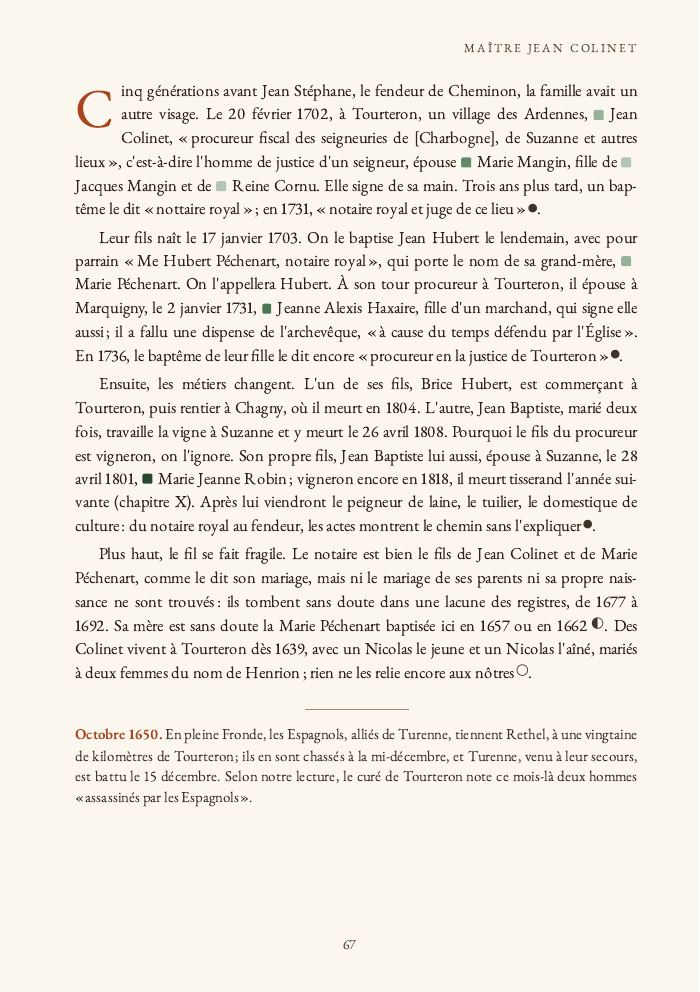 MAÎTRE JEAN COLINET
Cinq générations avant Jean Stéphane, le fendeur de Cheminon, la famille avait un
autre visage. Le 20 février 1702, à Tourteron, un village des Ardennes, Jean
Colinet, « procureur fiscal des seigneuries de [Charbogne], de Suzanne et autres
lieux », c'est-à-dire l'homme de justice d'un seigneur, épouse Marie Mangin, fille de
Jacques Mangin et de Reine Cornu. Elle signe de sa main. Trois ans plus tard, un bap-
tême le dit « nottaire royal » ; en 1731, « notaire royal et juge de ce lieu » ●.
Leur fils naît le 17 janvier 1703. On le baptise Jean Hubert le lendemain, avec pour
parrain « Me Hubert Péchenart, notaire royal », qui porte le nom de sa grand-mère,
Marie Péchenart. On l'appellera Hubert. À son tour procureur à Tourteron, il épouse à
Marquigny, le 2 janvier 1731, Jeanne Alexis Haxaire, fille d'un marchand, qui signe elle
aussi ; il a fallu une dispense de l'archevêque, « à cause du temps défendu par l'Église ».
En 1736, le baptême de leur fille le dit encore « procureur en la justice de Tourteron » ●.
Ensuite, les métiers changent. L'un de ses fils, Brice Hubert, est commerçant à
Tourteron, puis rentier à Chagny, où il meurt en 1804. L'autre, Jean Baptiste, marié deux
fois, travaille la vigne à Suzanne et y meurt le 26 avril 1808. Pourquoi le fils du procureur
est vigneron, on l'ignore. Son propre fils, Jean Baptiste lui aussi, épouse à Suzanne, le 28
avril 1801, Marie Jeanne Robin ; vigneron encore en 1818, il meurt tisserand l'année sui-
vante (chapitre X). Après lui viendront le peigneur de laine, le tuilier, le domestique de
culture : du notaire royal au fendeur, les actes montrent le chemin sans l'expliquer ●.
Plus haut, le fil se fait fragile. Le notaire est bien le fils de Jean Colinet et de Marie
Péchenart, comme le dit son mariage, mais ni le mariage de ses parents ni sa propre nais-
sance ne sont trouvés : ils tombent sans doute dans une lacune des registres, de 1677 à
1692. Sa mère est sans doute la Marie Péchenart baptisée ici en 1657 ou en 1662 ◐. Des
Colinet vivent à Tourteron dès 1639, avec un Nicolas le jeune et un Nicolas l'aîné, mariés
à deux femmes du nom de Henrion ; rien ne les relie encore aux nôtres ○.
Octobre 1650. En pleine Fronde, les Espagnols, alliés de Turenne, tiennent Rethel, à une vingtaine
de kilomètres de Tourteron ; ils en sont chassés à la mi-décembre, et Turenne, venu à leur secours,
est battu le 15 décembre. Selon notre lecture, le curé de Tourteron note ce mois-là deux hommes
« assassinés par les Espagnols ».
67